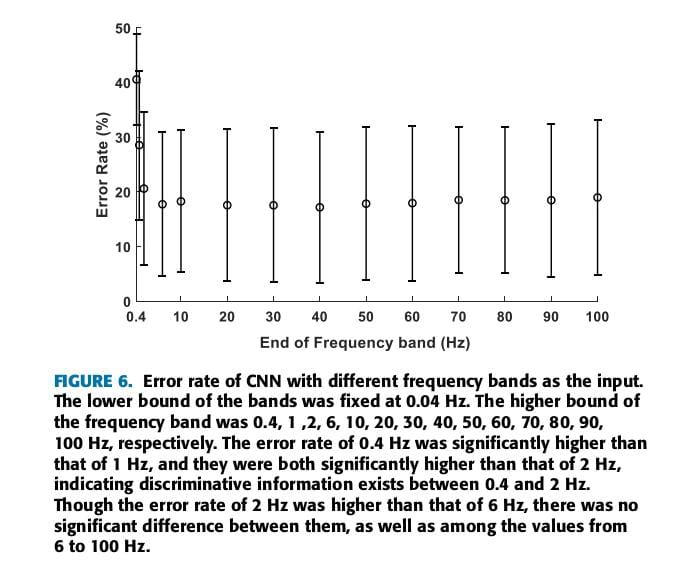 50
40
30
20
10
0
Error Rate (%)
0.4 10 20 30 40 50 60 70 80 90 100
End of Frequency band (Hz)
FIGURE 6. Error rate of CNN with different frequency bands as the input.
The lower bound of the bands was fixed at 0.04 Hz. The higher bound of
the frequency band was 0.4, 1 ,2, 6, 10, 20, 30, 40, 50, 60, 70, 80, 90,
100 Hz, respectively. The error rate of 0.4 Hz was significantly higher than
that of 1 Hz, and they were both significantly higher than that of 2 Hz,
indicating discriminative information exists between 0.4 and 2 Hz.
Though the error rate of 2 Hz was higher than that of 6 Hz, there was no
significant difference between them, as well as among the values from
6 to 100 Hz.